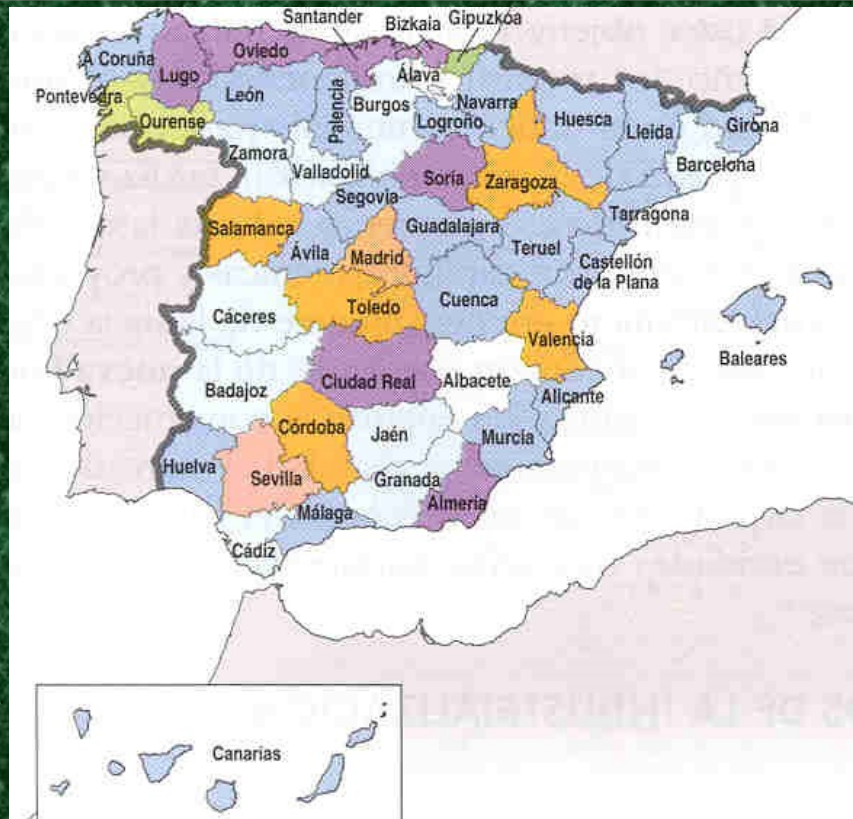 Santander
Bizkaia
Gipuzkoa
A Coruña
Lugo
Oviedo
Álava
Navarra
Pontevedra
Ourense
León
Palencia
Burgos
Logroño
Huesca
Lleida
Girona
Zamora
Valladolid
Soría
Zaragoza
Barcelona
Segovia
Tarragona
Salamanca
Ávila
Madrid
Guadalajara
Teruel
Castellón
de la Plana
Cáceres
Toledo
Cuenca
Valencia
Baleares
Badajoz
Ciudad Real
Albacete
Alicante
Córdoba
Jaén
Murcia
Huelva
Sevilla
Granada
Almería
Málaga
Cádiz
Canarias